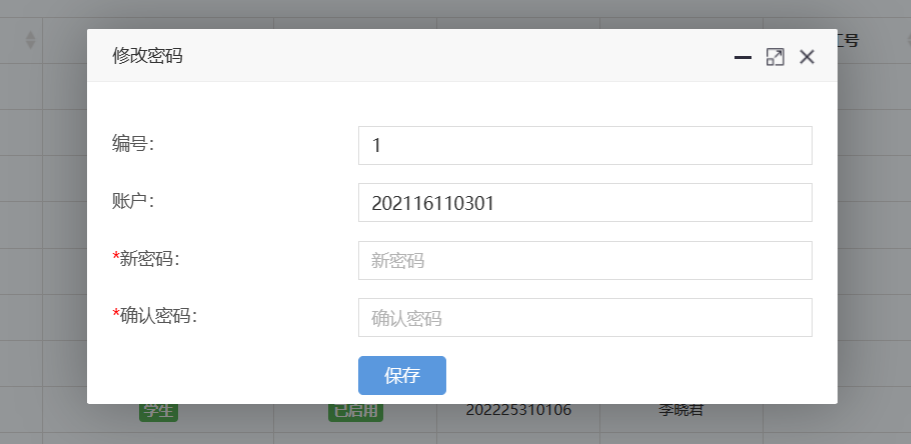 号
修改密码
编号：
1
账户：
202116110301
*新密码：
新密码
*确认密码：
确认密码
保存
学生
已启用
202225310106
李晓君